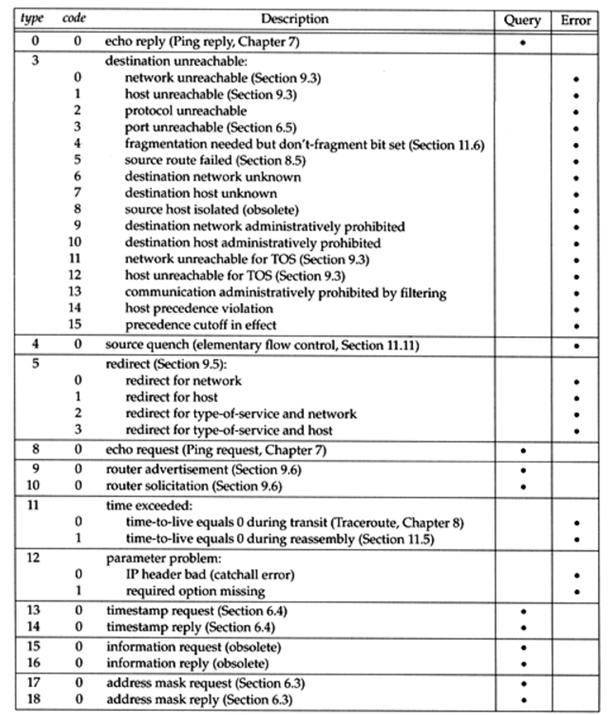 type code Description Query Error
0 0 echo reply (Ping reply, Chapter 7) •
3 destination unreachable:
0 network unreachable (Section 9.3) •
1 host unreachable (Section 9.3) •
2 protocol unreachable •
3 port unreachable (Section 6.5) •
4 fragmentation needed but don't-fragment bit set (Section 11.6) •
5 source route failed (Section 8.5) •
6 destination network unknown •
7 destination host unknown •
8 source host isolated (obsolete) •
9 destination network administratively prohibited •
10 destination host administratively prohibited •
11 network unreachable for TOS (Section 9.3) •
12 host unreachable for TOS (Section 9.3) •
13 communication administratively prohibited by filtering •
14 host precedence violation •
15 precedence cutoff in effect •
4 0 source quench (elementary flow control, Section 11.11) •
5 redirect (Section 9.5):
0 redirect for network •
1 redirect for host •
2 redirect for type-of-service and network •
3 redirect for type-of-service and host •
8 0 echo request (Ping request, Chapter 7) •
9 0 router advertisement (Section 9.6) •
10 0 router solicitation (Section 9.6) •
11 time exceeded:
0 time-to-live equals 0 during transit (Traceroute, Chapter 8) •
1 time-to-live equals 0 during reassembly (Section 11.5) •
12 parameter problem:
0 IP header bad (catchall error) •
1 required option missing •
13 0 timestamp request (Section 6.4) •
14 0 timestamp reply (Section 6.4) •
15 0 information request (obsolete) •
16 0 information reply (obsolete) •
17 0 address mask request (Section 6.3) •
18 0 address mask reply (Section 6.3) •